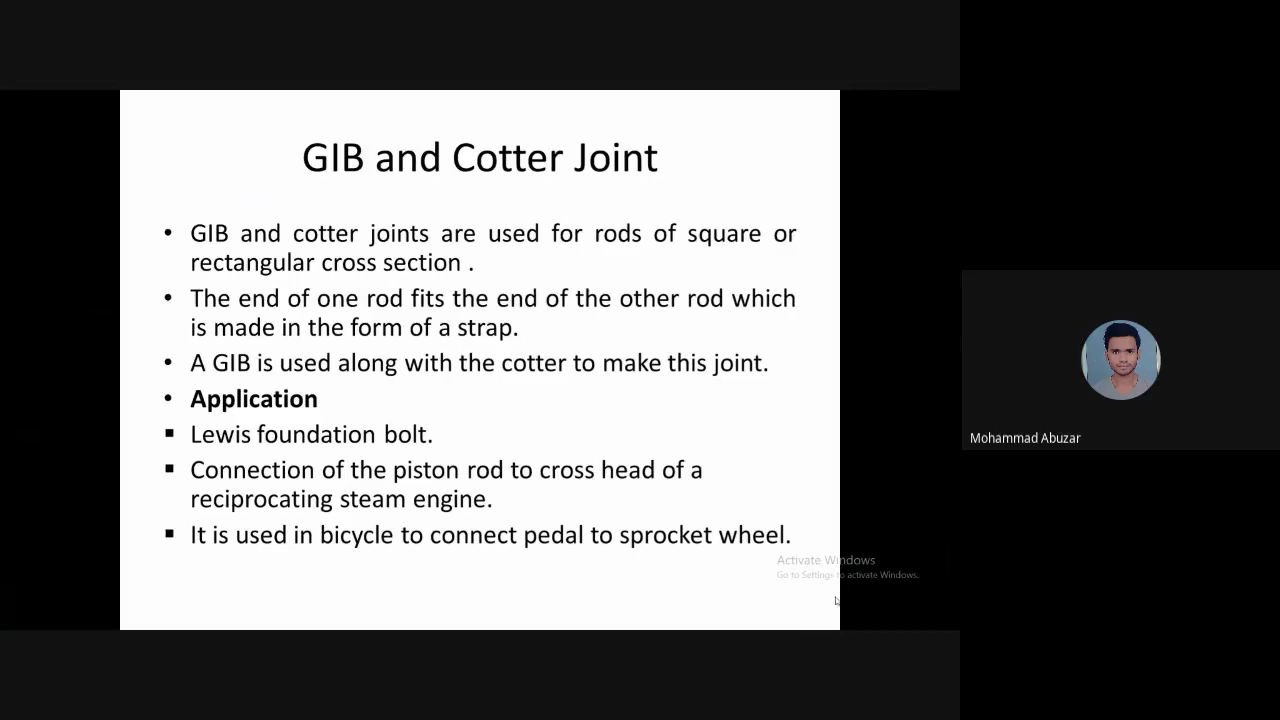 GIB and Cotter Joint
• GIB and cotter joints are used for rods of square or
rectangular cross section .
• The end of one rod fits the end of the other rod which
is made in the form of a strap.
• A GIB is used along with the cotter to make this joint.
• Application
▪ Lewis foundation bolt.
▪ Connection of the piston rod to cross head of a
reciprocating steam engine.
▪ It is used in bicycle to connect pedal to sprocket wheel.
Activate Windows
Go to Settings to activate Windows.
Mohammad Abuzar